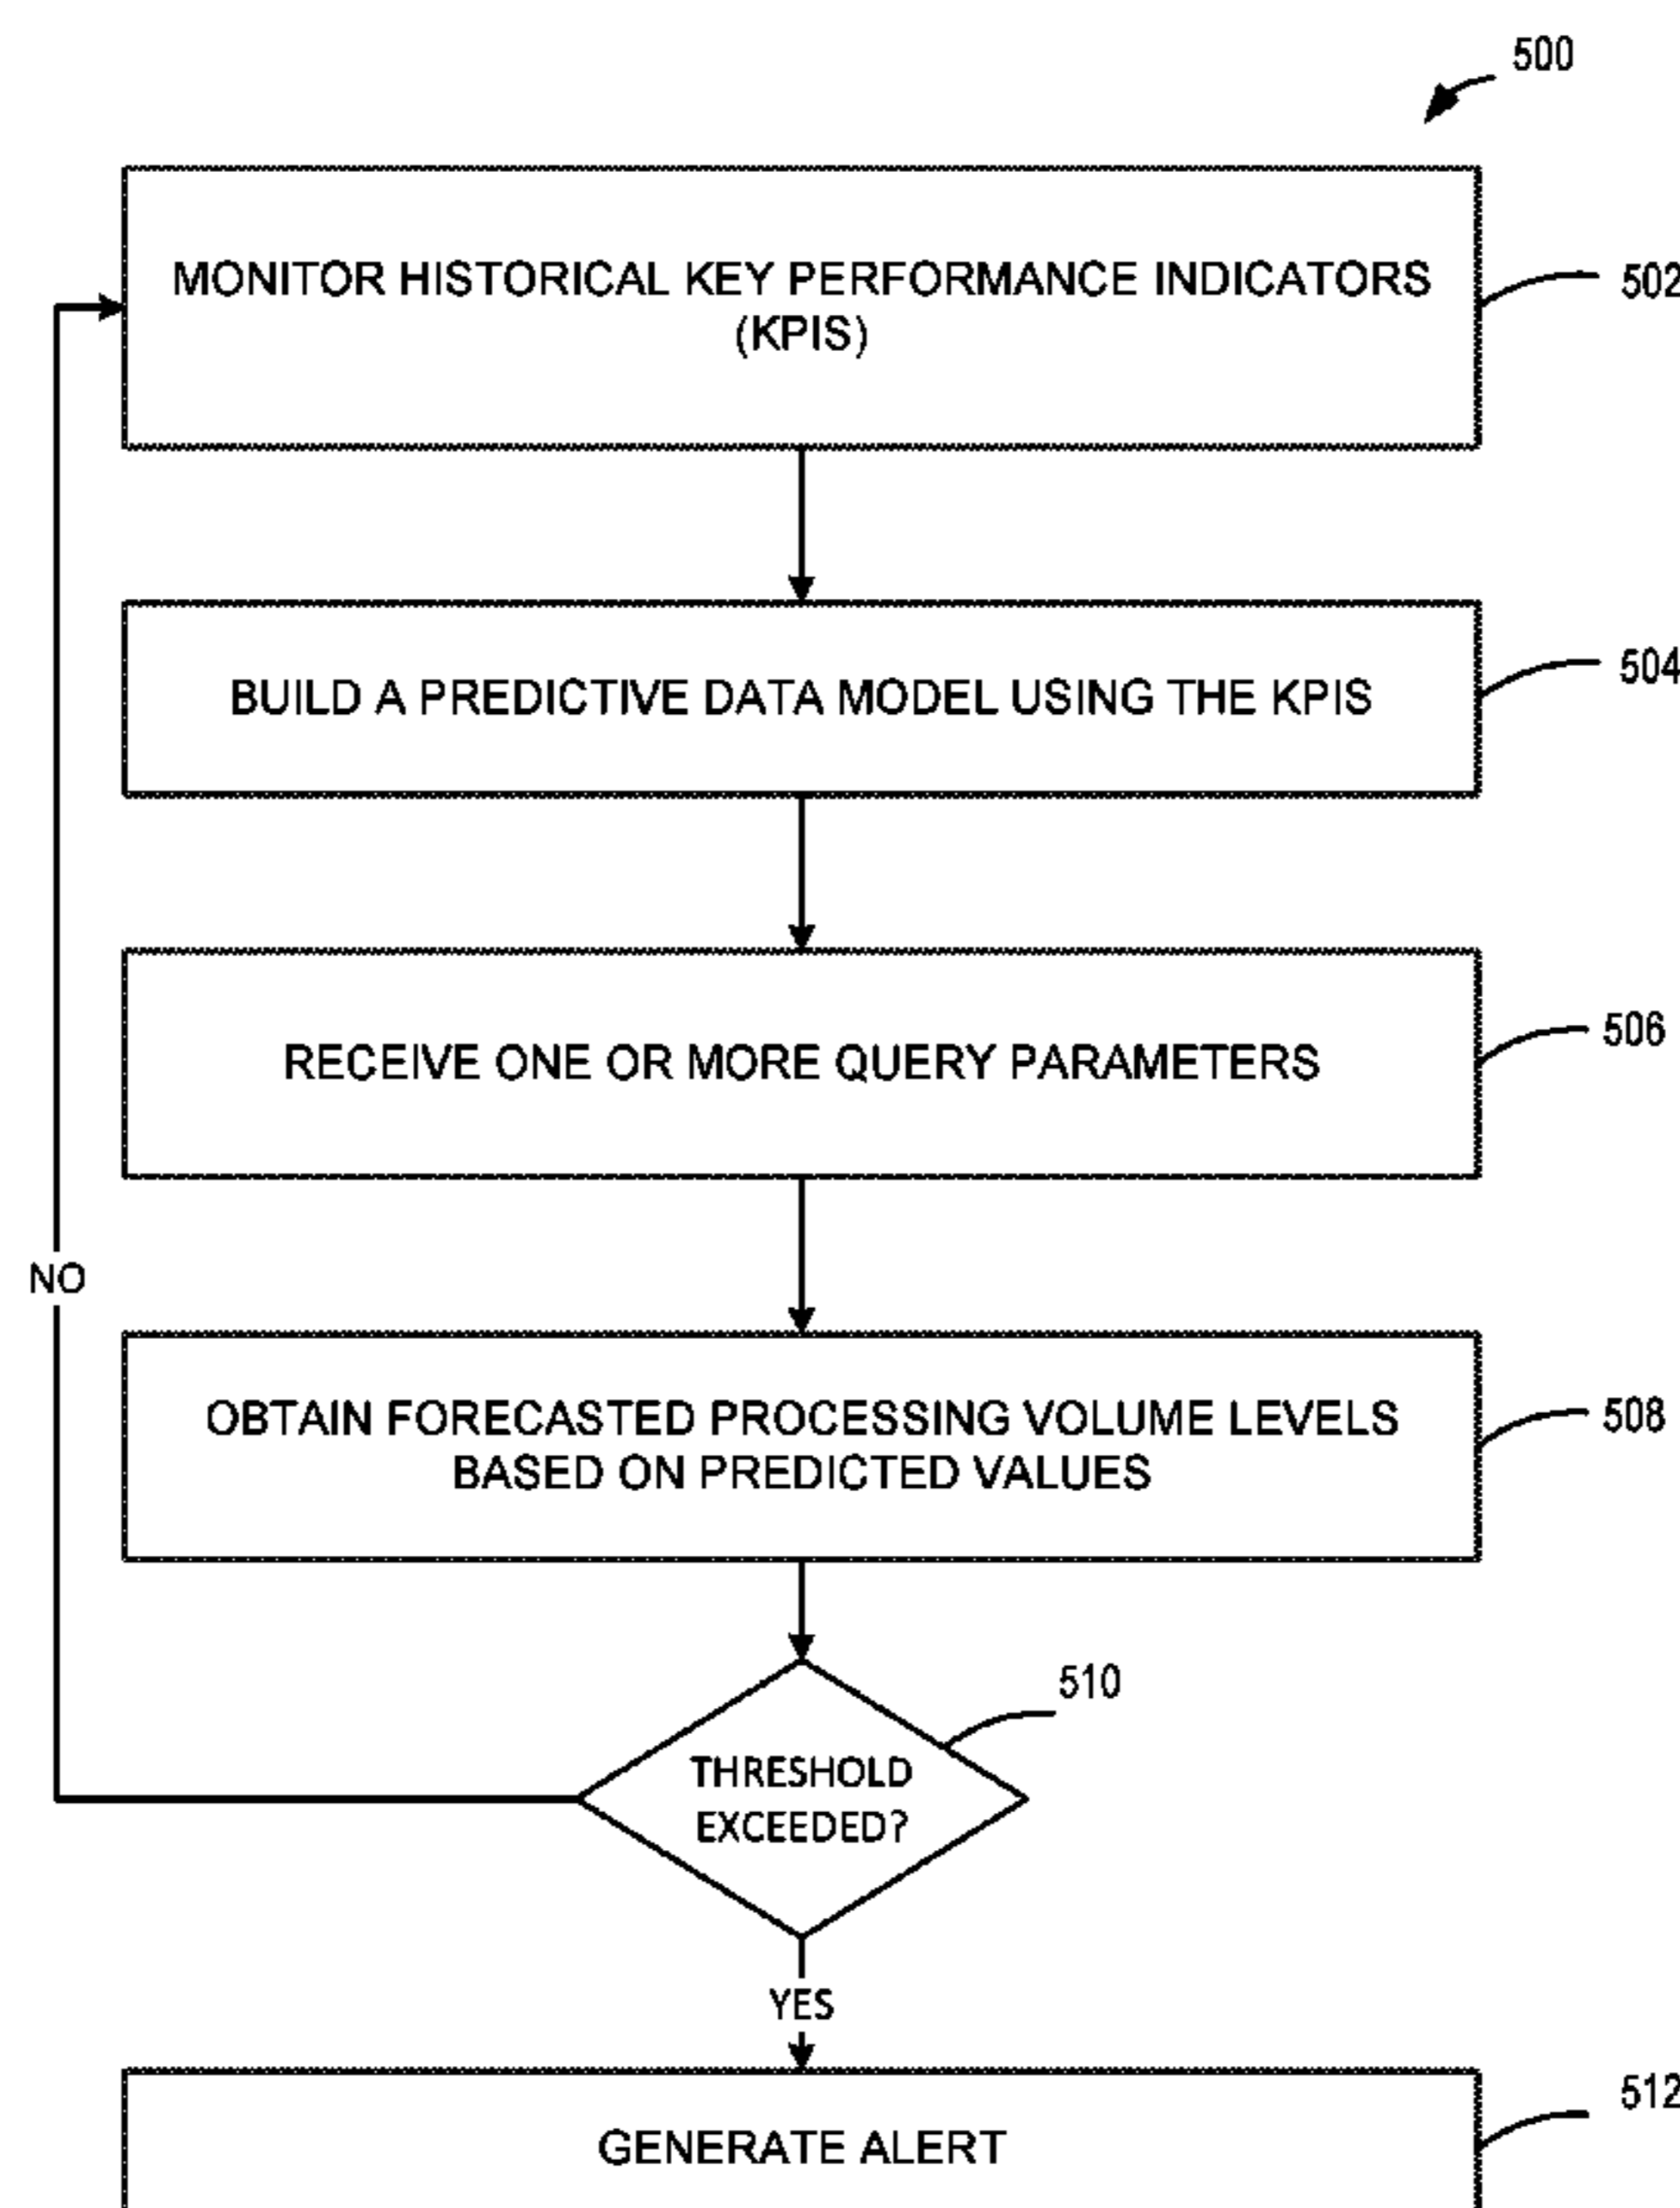 500
MONITOR HISTORICAL KEY PERFORMANCE INDICATORS
(KPIS)
502
BUILD A PREDICTIVE DATA MODEL USING THE KPIS
504
RECEIVE ONE OR MORE QUERY PARAMETERS
506
NO
OBTAIN FORECASTED PROCESSING VOLUME LEVELS
BASED ON PREDICTED VALUES
508
510
THRESHOLD
EXCEEDED?
YES
GENERATE ALERT
512